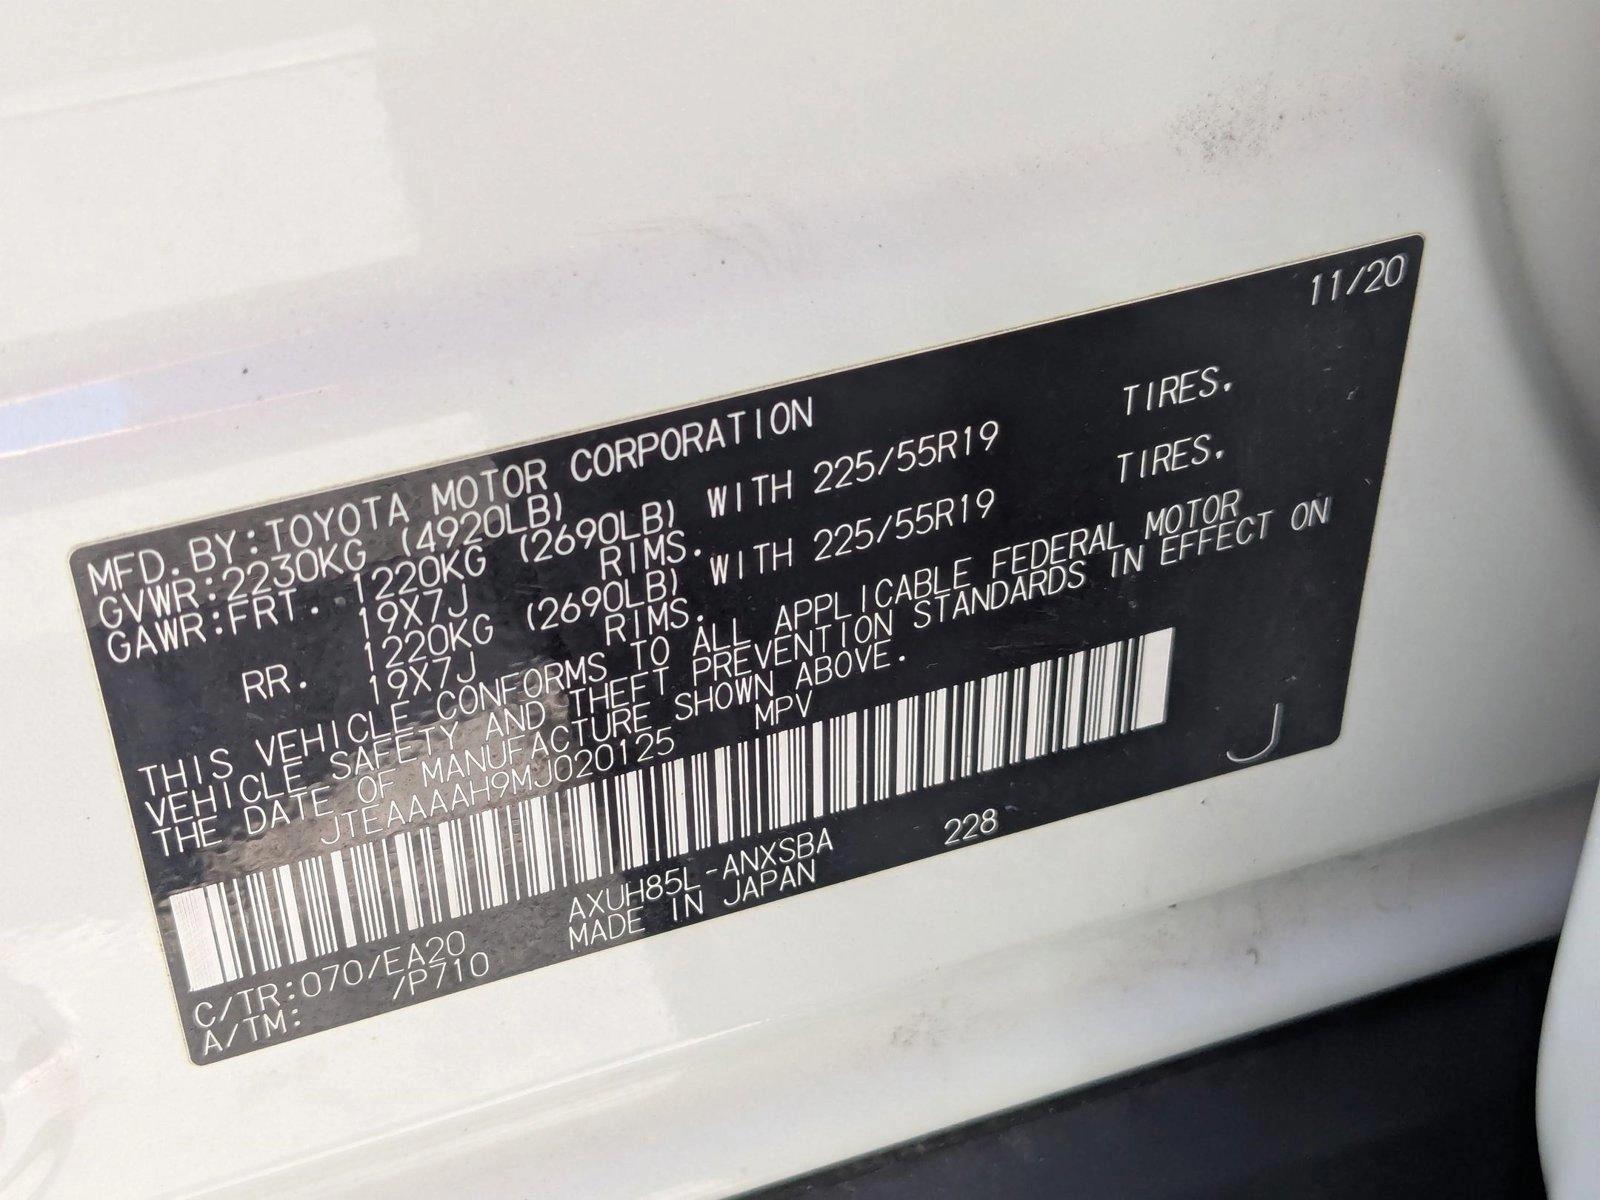 11/20
MFD. BY: TOYOTA MOTOR CORPORATION
GVWR: 2230KG (4920LB)
GAWR: FRT. 1220KG (2690LB) WITH 225/55R19 TIRES.
19X7J RIMS.
RR. 1220KG (2690LB) WITH 225/55R19 TIRES.
19X7J RIMS.
THIS VEHICLE CONFORMS TO ALL APPLICABLE FEDERAL MOTOR
VEHICLE SAFETY AND THEFT PREVENTION STANDARDS IN EFFECT ON
THE DATE OF MANUFACTURE SHOWN ABOVE.
JTEAAAAH9MJ020125 MPV
C/TR: 070/EA20 AXUH85L-ANXSBA 228 J
A/TM: /P710 MADE IN JAPAN